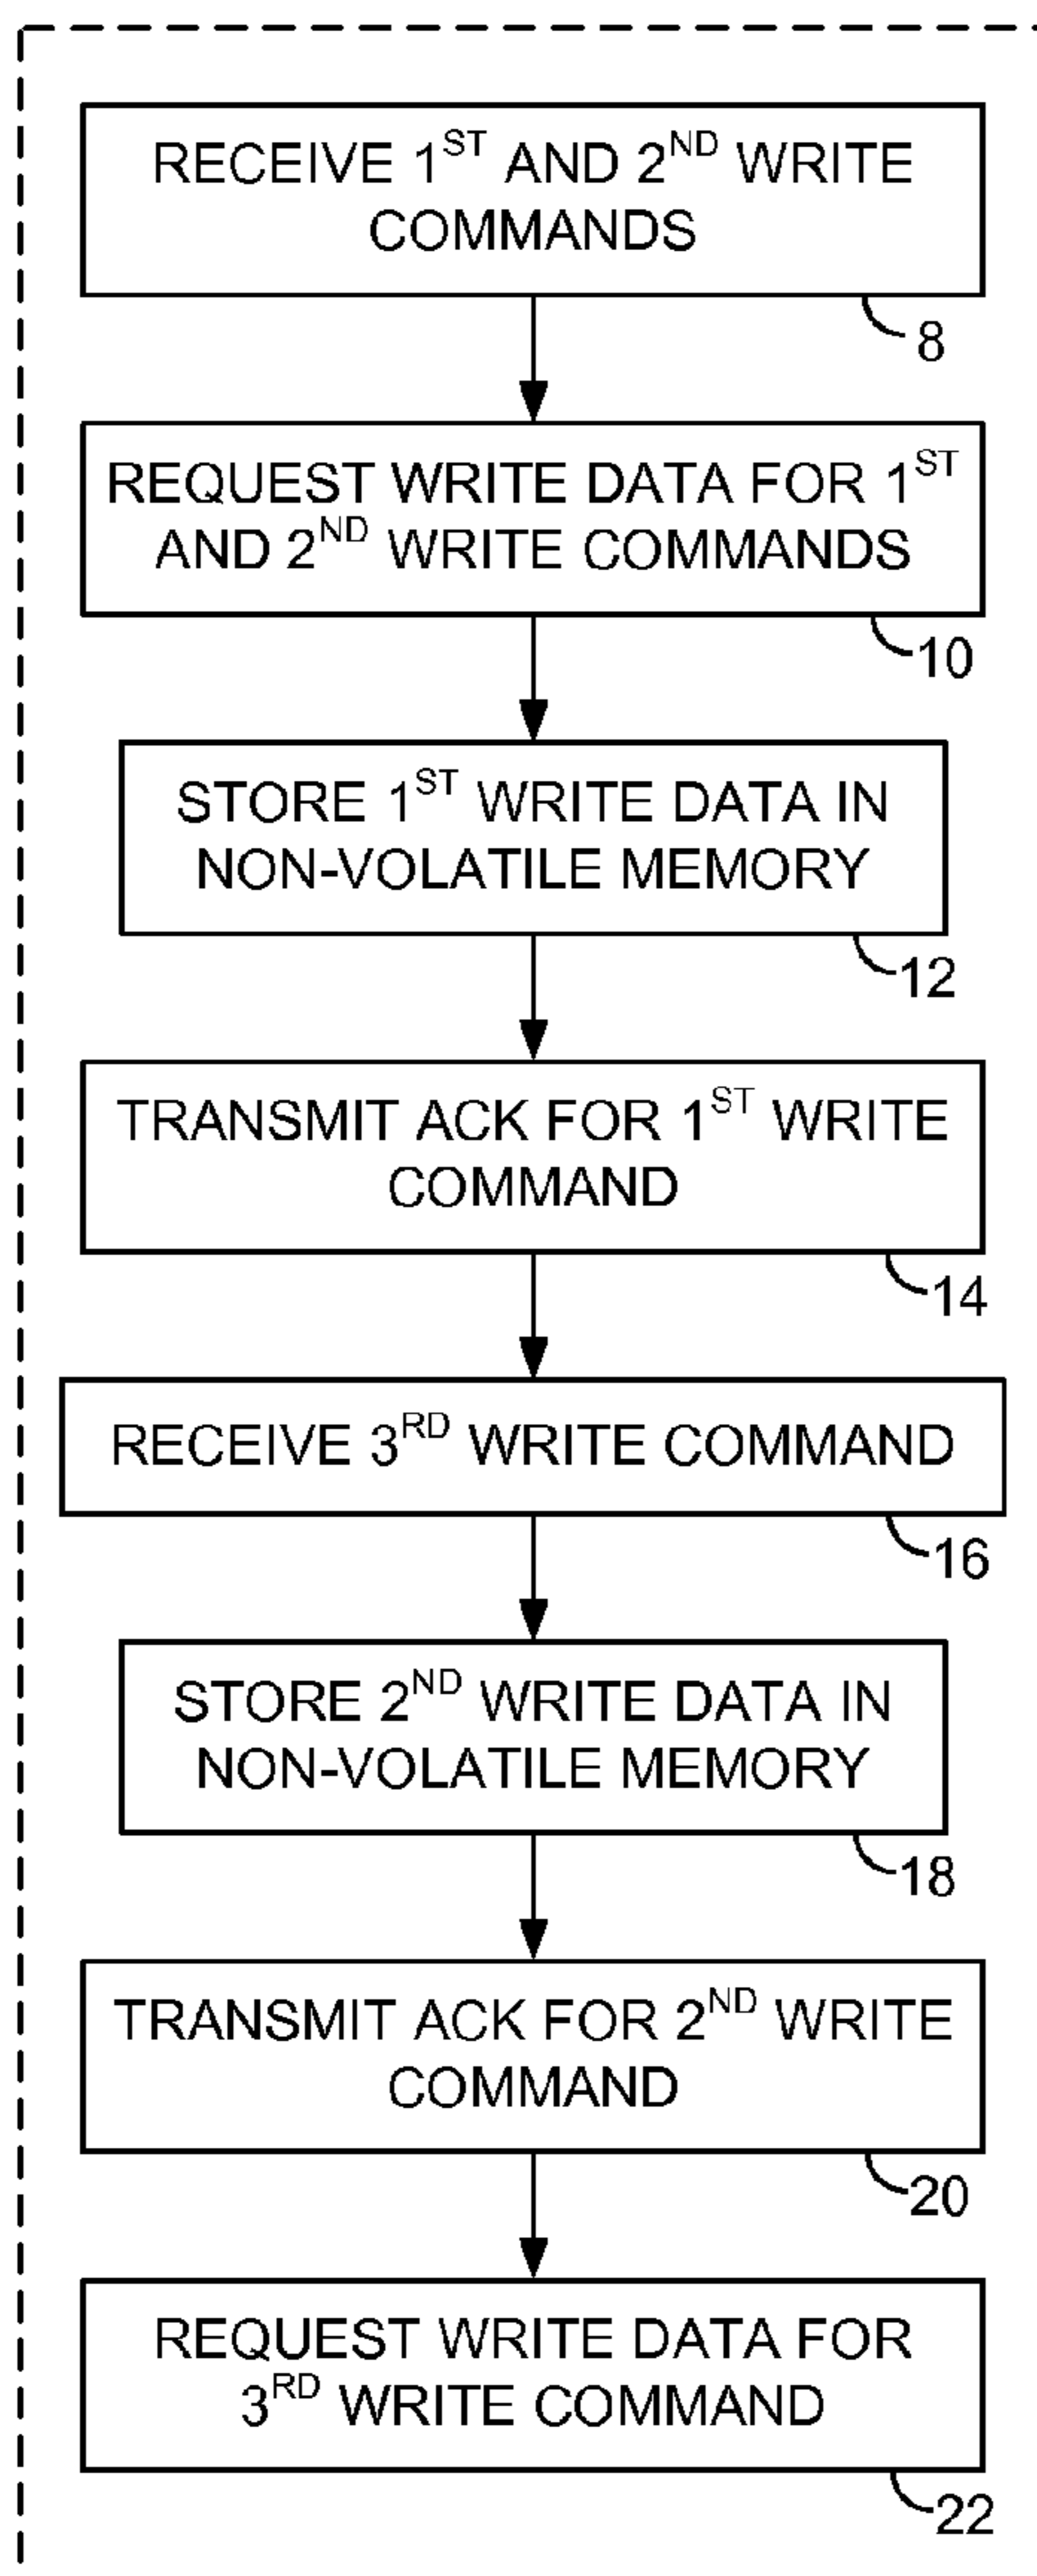 RECEIVE 1ST AND 2ND WRITE
COMMANDS
8
REQUEST WRITE DATA FOR 1ST
AND 2ND WRITE COMMANDS
10
STORE 1ST WRITE DATA IN
NON-VOLATILE MEMORY
12
TRANSMIT ACK FOR 1ST WRITE
COMMAND
14
RECEIVE 3RD WRITE COMMAND
16
STORE 2ND WRITE DATA IN
NON-VOLATILE MEMORY
18
TRANSMIT ACK FOR 2ND WRITE
COMMAND
20
REQUEST WRITE DATA FOR
3RD WRITE COMMAND
22